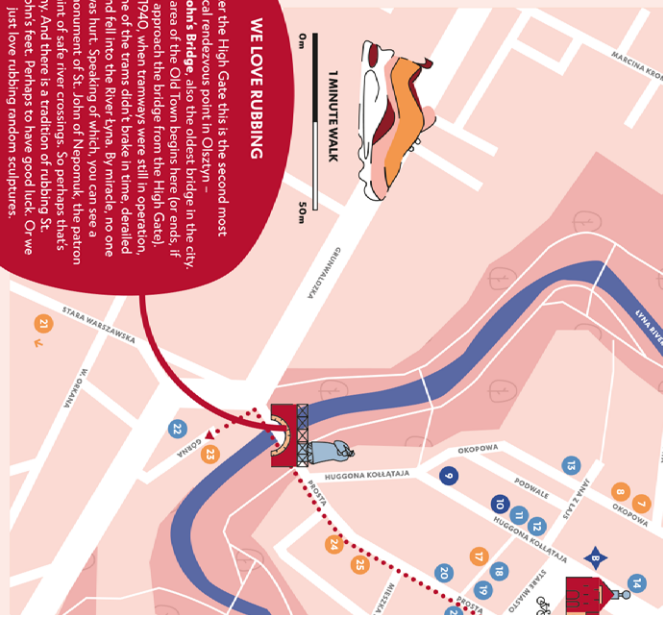 WE LOVE RUBBING
er the High Gate this is the second most
cal rendezvous point in Olsztyn –
ohn's Bridge, also the oldest bridge in the city.
area of the Old Town begins here (or ends, if
approach the bridge from the High Gate).
1940, when tramways were still in operation,
ne of the trams didn't brake in time, derailed
nd fell into the River Łyna. By miracle, no one
was hurt. Speaking of which, you can see a
monument of St. John of Nepomuk, the patron
int of safe river crossings. So perhaps that's
y. And there is a tradition of rubbing St.
ohn's feet. Perhaps to have good luck. Or we
just love rubbing random sculptures.
1 MINUTE WALK
0m
50m
MARCINA KRO
GRUNWALDZKA
ŁYNA RIVER
STARA WARSZAWSKA
W. ORKANA
GÓRNA
21
22
23
OKOPOWA
HUGONA KOŁŁĄTAJA
PROSTA
PODWALE
JANA Z ŁAJS
OKOPOWA
HUGGONA KOŁŁĄTAJA
STARE MIASTO
PROSTA
MIESZKA
7
8
9
10
11
12
13
14
17
18
19
20
24
25
B